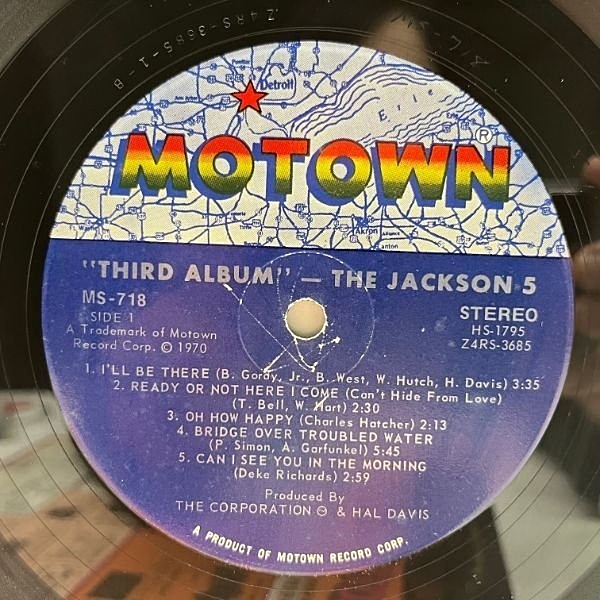 Z4RS-3685-1-B
Detroit
Erie
MOTOWN®
Akron
"THIRD ALBUM" — THE JACKSON 5
MS-718
STEREO
SIDE 1
HS-1795
A Trademark of Motown
Record Corp. © 1970
Z4RS-3685
1. I'LL BE THERE (B. Gordy, Jr., B. West, W. Hutch, H. Davis) 3:35
2. READY OR NOT HERE I COME (Can't Hide From Love)
(T. Bell, W. Hart) 2:30
3. OH HOW HAPPY (Charles Hatcher) 2:13
4. BRIDGE OVER TROUBLED WATER
(P. Simon, A. Garfunkel) 5:45
5. CAN I SEE YOU IN THE MORNING
(Deke Richards) 2:59
Produced By
THE CORPORATION & HAL DAVIS
A PRODUCT OF MOTOWN RECORD CORP.